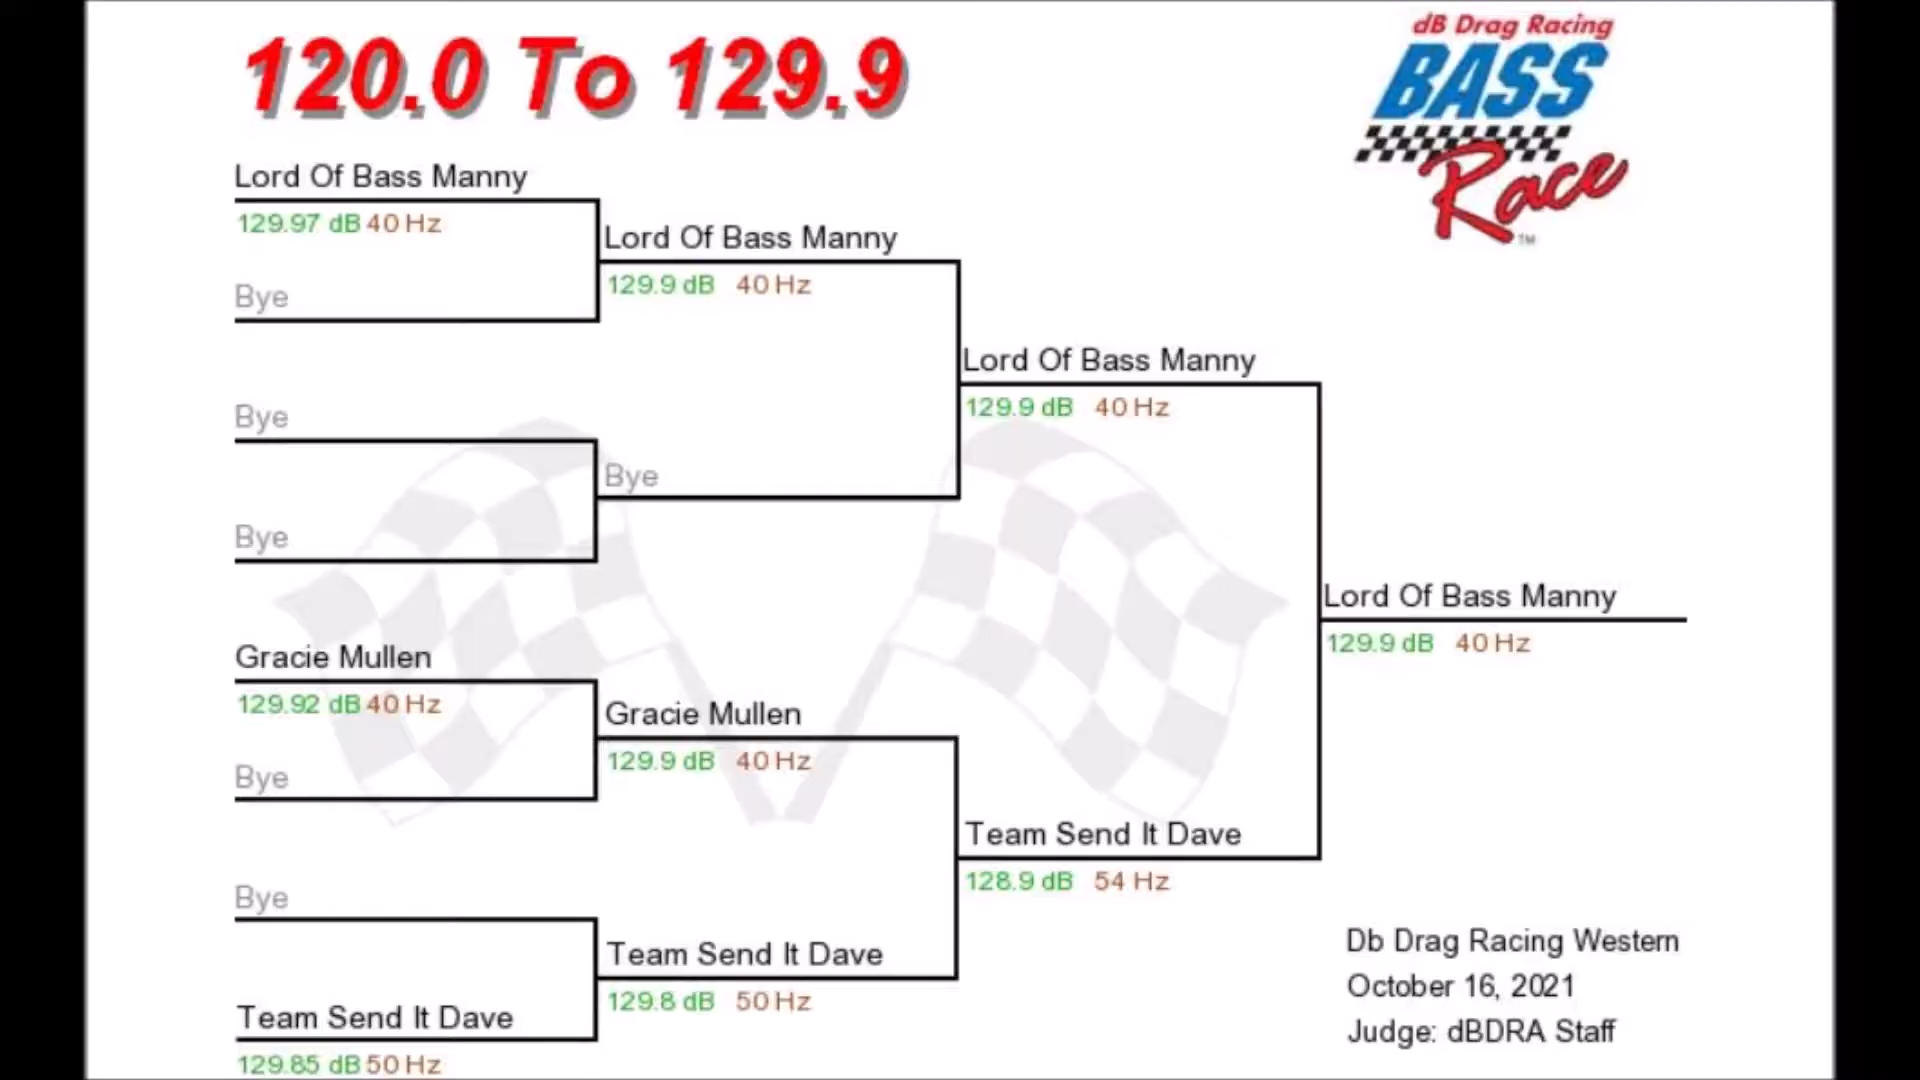 dB Drag Racing
BASS
Race
TM
120.0 To 129.9
Lord Of Bass Manny
129.97 dB 40 Hz
Bye
Bye
Bye
Gracie Mullen
129.92 dB 40 Hz
Bye
Bye
Team Send It Dave
129.85 dB 50 Hz
Lord Of Bass Manny
129.9 dB 40 Hz
Bye
Gracie Mullen
129.9 dB 40 Hz
Team Send It Dave
129.8 dB 50 Hz
Lord Of Bass Manny
129.9 dB 40 Hz
Team Send It Dave
128.9 dB 54 Hz
Lord Of Bass Manny
129.9 dB 40 Hz
Db Drag Racing Western
October 16, 2021
Judge: dBDRA Staff